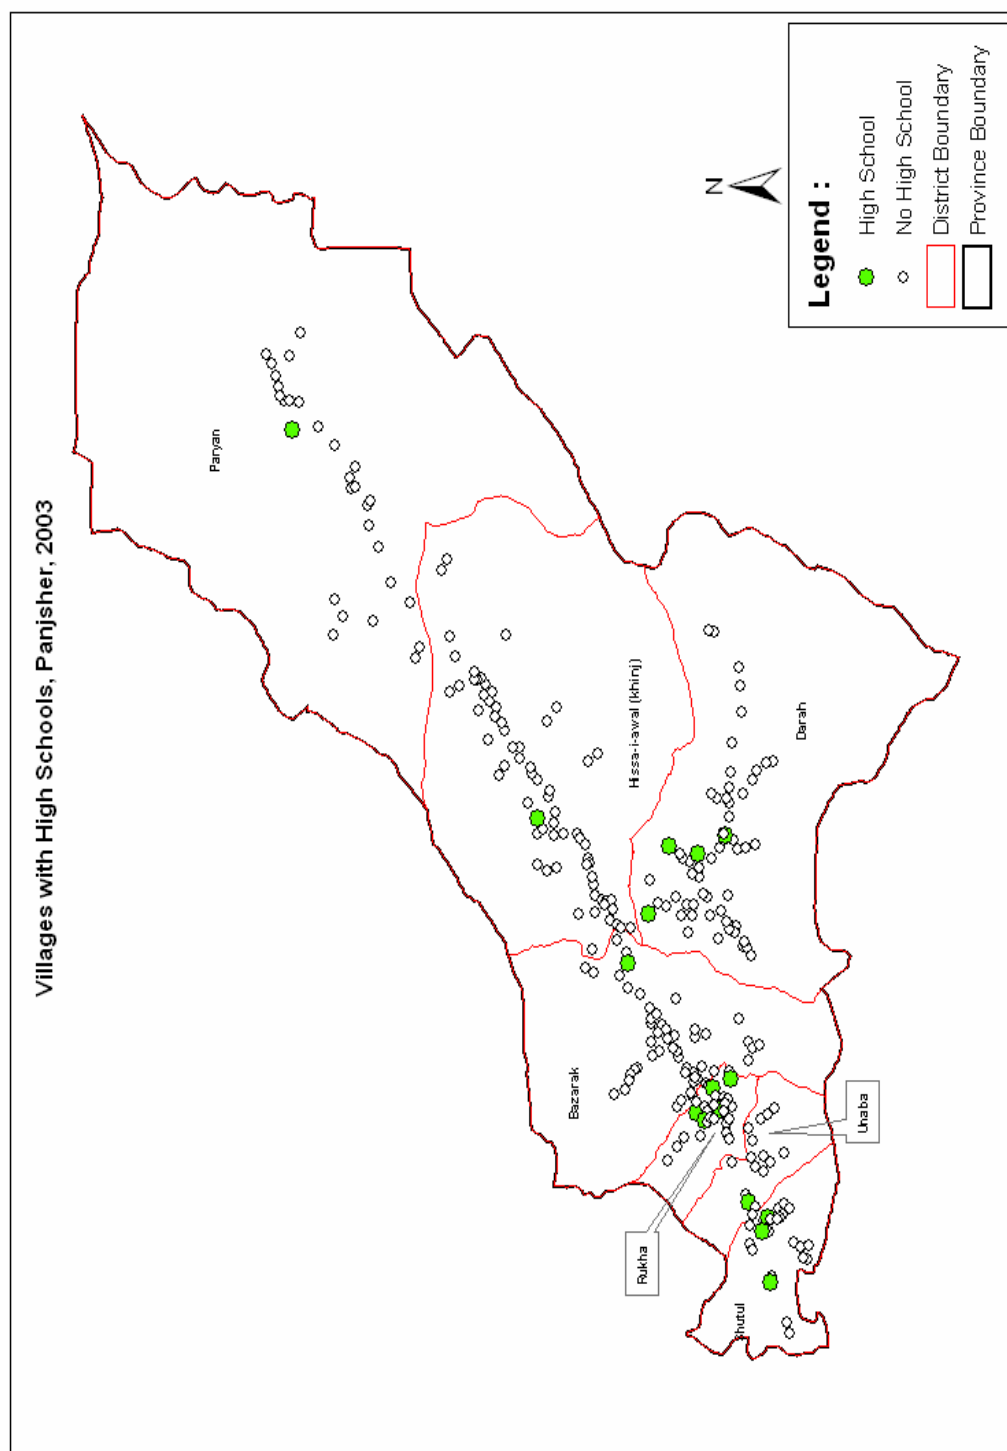 Villages with High Schools, Panjsher, 2003
Paryan
N
Hissa-i-awal (khinj)
Darah
Bazarak
Rukha
Unaba
Shutul
Legend :
High School
No High School
District Boundary
Province Boundary